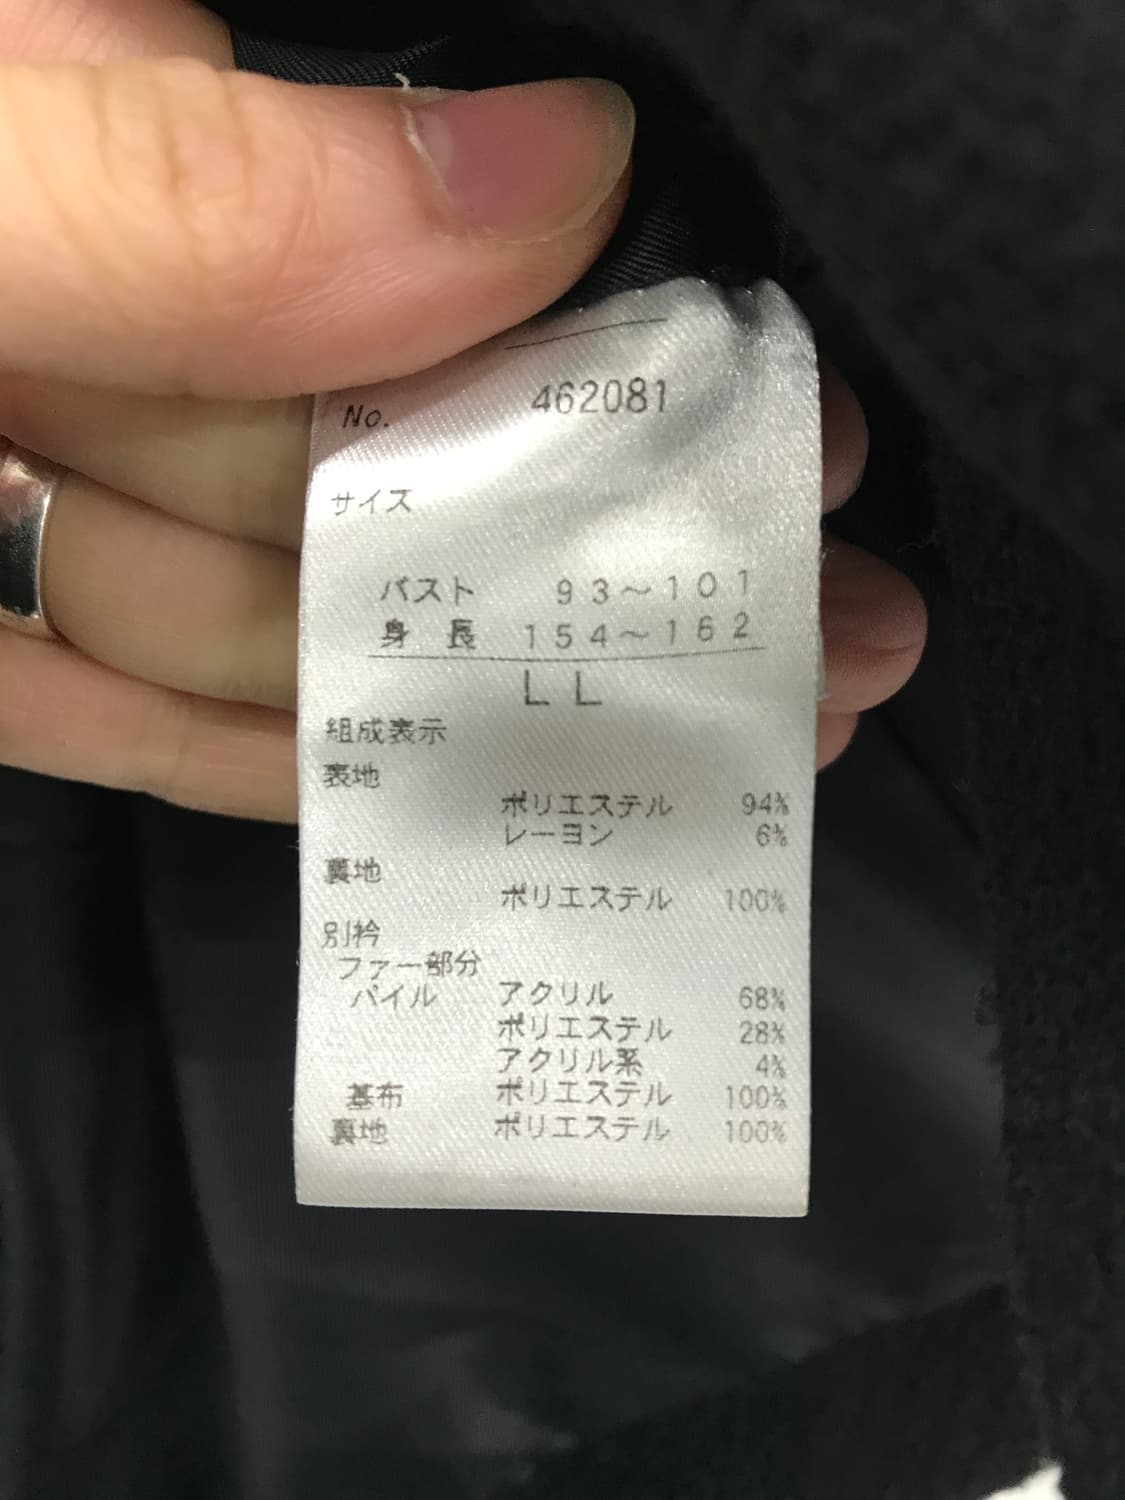 No. 462081
サイズ
バスト 93～101
身長 154～162
LL
組成表示
表地
ポリエステル 94%
レーヨン 6%
裏地
ポリエステル 100%
別衿
ファー部分
パイル アクリル 68%
ポリエステル 28%
アクリル系 4%
基布 ポリエステル 100%
裏地 ポリエステル 100%